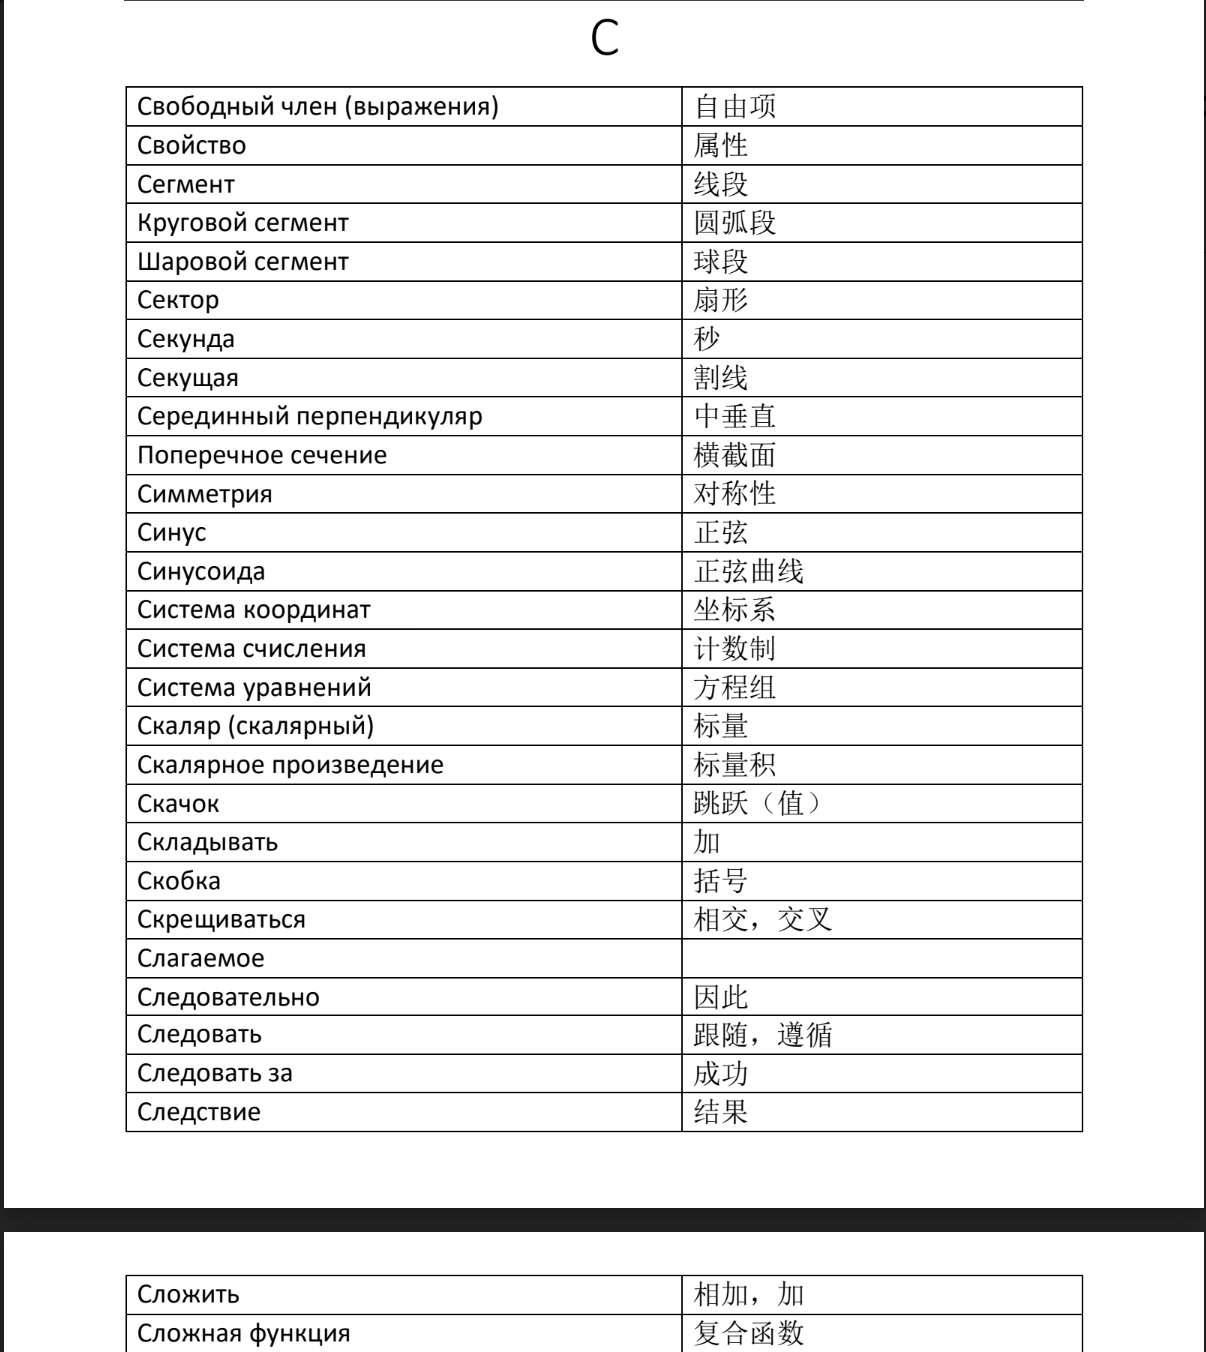 С
Свободный член (выражения) 自由项
Свойство 属性
Сегмент 线段
Круговой сегмент 圆弧段
Шаровой сегмент 球段
Сектор 扇形
Секунда 秒
Секущая 割线
Серединный перпендикуляр 中垂直
Поперечное сечение 横截面
Симметрия 对称性
Синус 正弦
Синусоида 正弦曲线
Система координат 坐标系
Система счисления 计数制
Система уравнений 方程组
Скаляр (скалярный) 标量
Скалярное произведение 标量积
Скачок 跳跃（值）
Складывать 加
Скобка 括号
Скрещиваться 相交，交叉
Слагаемое
Следовательно 因此
Следовать 跟随，遵循
Следовать за 成功
Следствие 结果
Сложить 相加，加
Сложная функция 复合函数